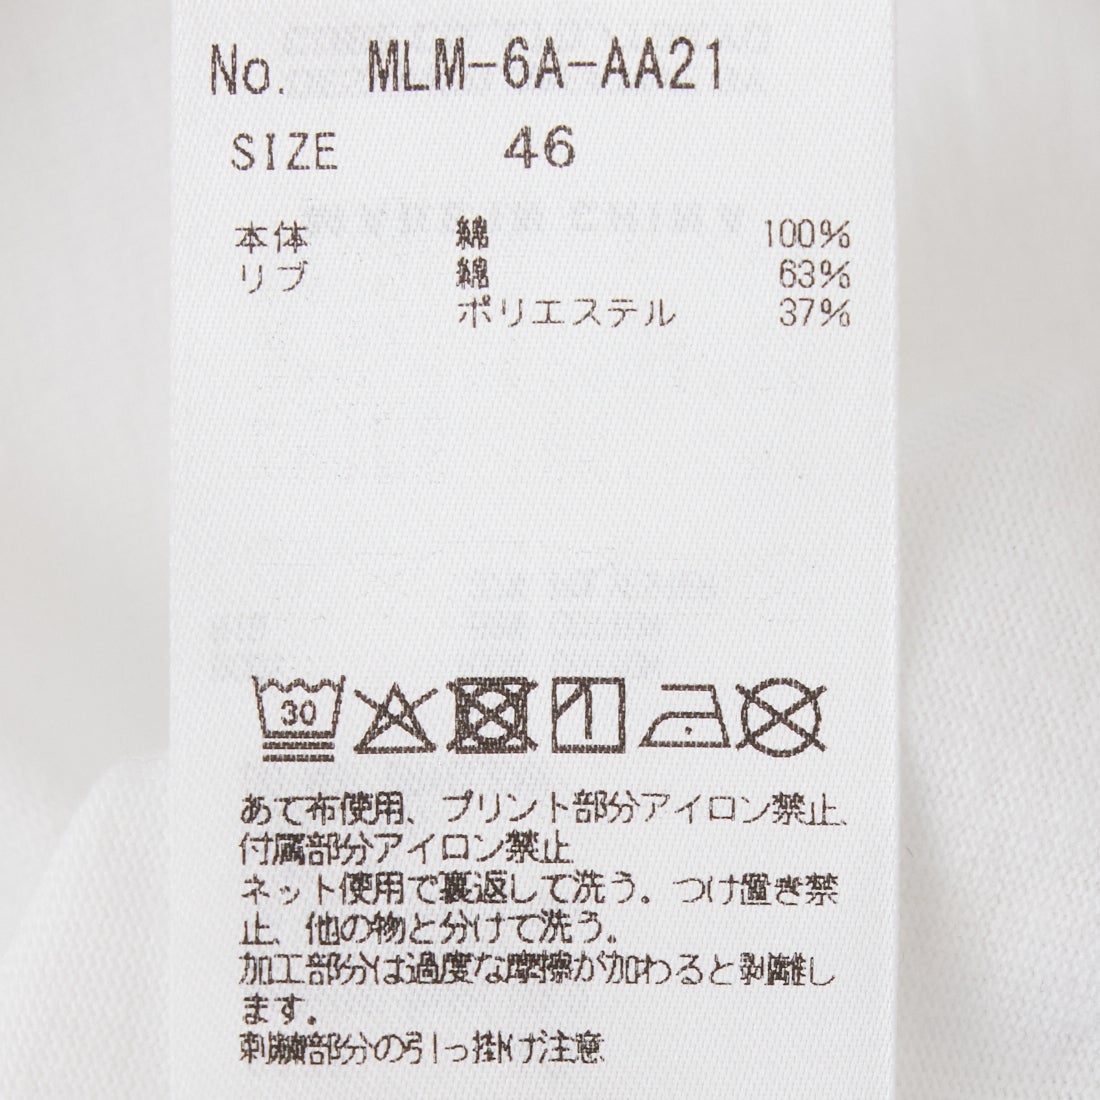 No. MLM-6A-AA21
SIZE 46
本体 綿 100%
リブ 綿 63%
ポリエステル 37%
30
あて布使用、プリント部分アイロン禁止、
付属部分アイロン禁止
ネット使用で裏返して洗う。つけ置き禁
止、他の物と分けて洗う。
加工部分は過度な摩擦が加わると剥離し
ます。
刺繍部分の引っ掛け注意